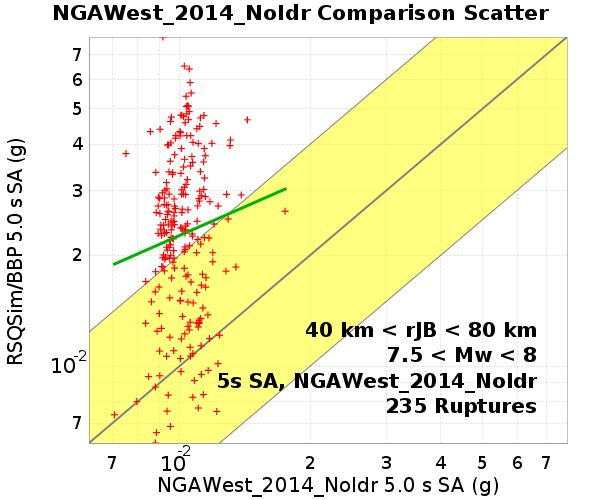 NGAWest_2014_NoIdr Comparison Scatter
RSQSim/BBP 5.0 s SA (g)
7
6
5
4
3
2
10-2
7
40 km < rJB < 80 km
7.5 < Mw < 8
5s SA, NGAWest_2014_NoIdr
235 Ruptures
7 10-2 2 3 4 5 6 7
NGAWest_2014_NoIdr 5.0 s SA (g)